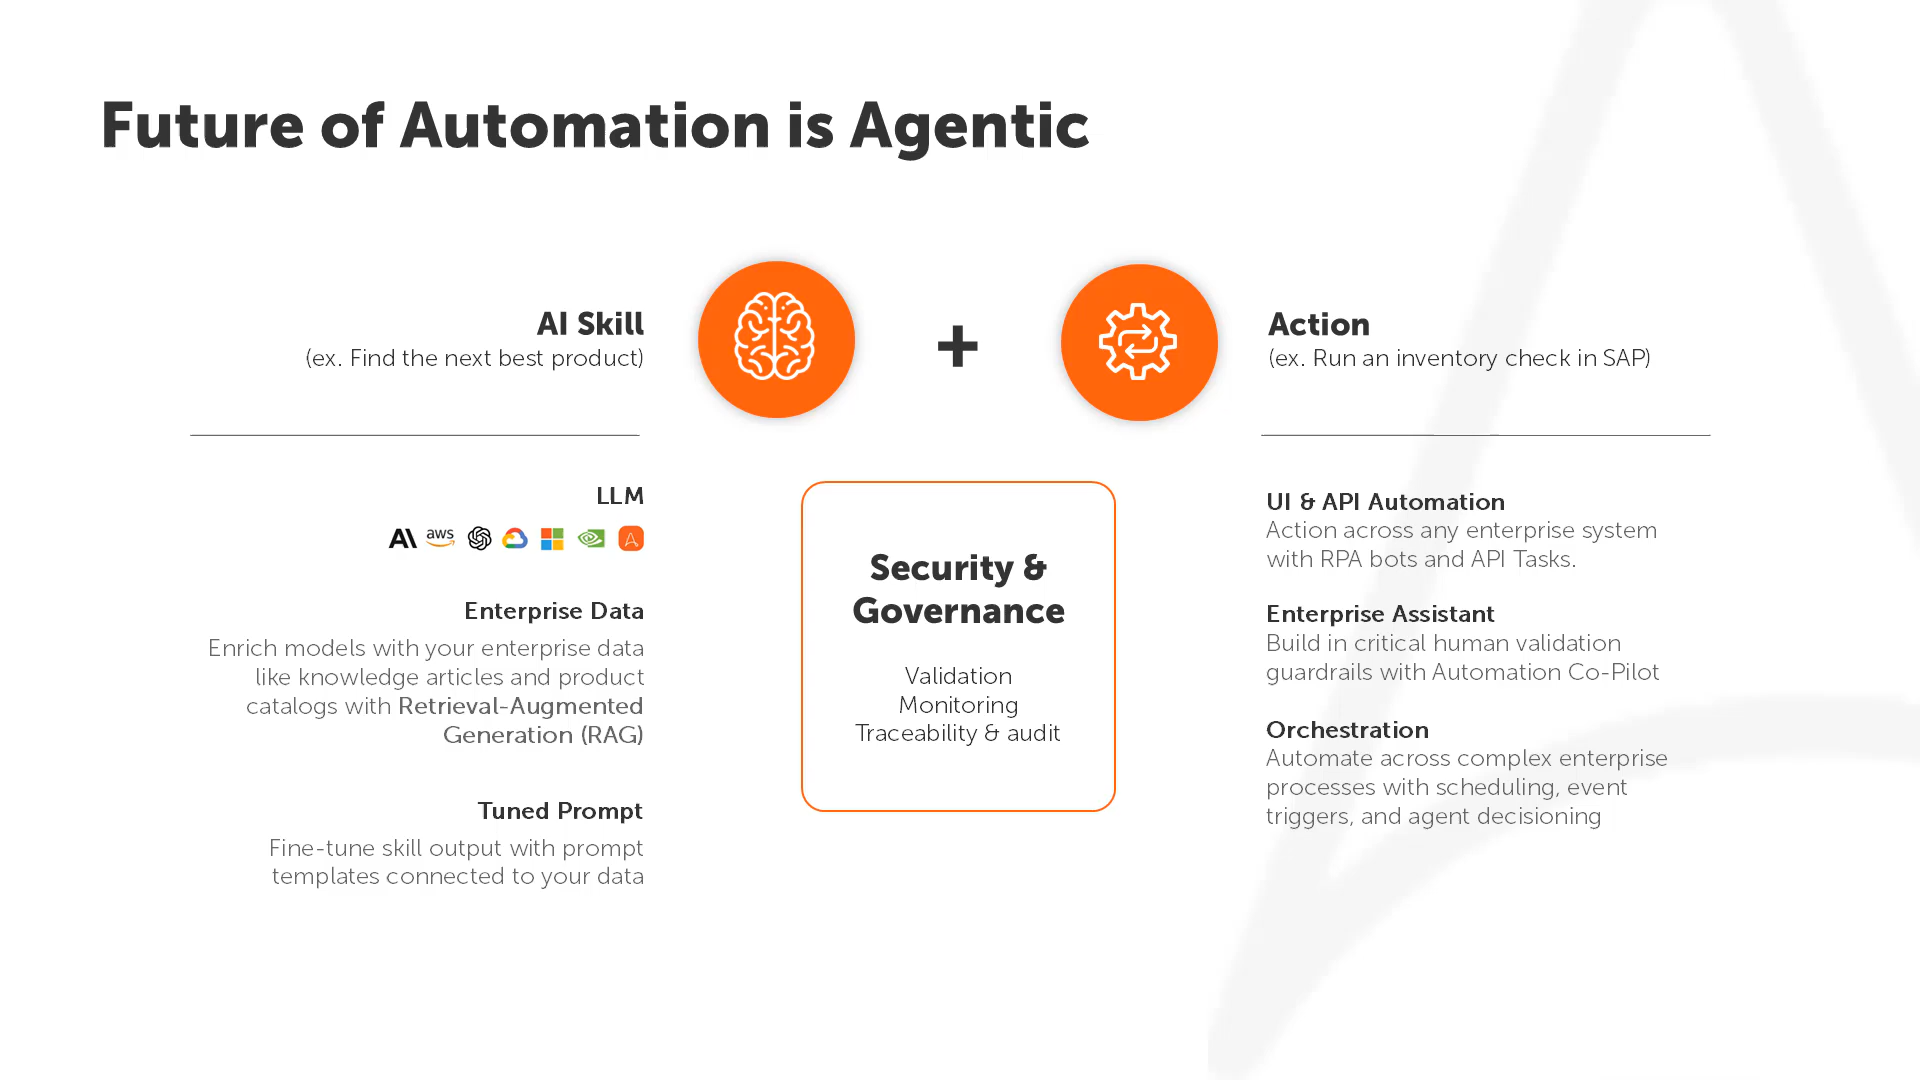 Future of Automation is Agentic
AI Skill
(ex. Find the next best product)
+
Action
(ex. Run an inventory check in SAP)
LLM
aws
Enterprise Data
Enrich models with your enterprise data
like knowledge articles and product
catalogs with Retrieval-Augmented
Generation (RAG)
Tuned Prompt
Fine-tune skill output with prompt
templates connected to your data
Security &
Governance
Validation
Monitoring
Traceability & audit
UI & API Automation
Action across any enterprise system
with RPA bots and API Tasks.
Enterprise Assistant
Build in critical human validation
guardrails with Automation Co-Pilot
Orchestration
Automate across complex enterprise
processes with scheduling, event
triggers, and agent decisioning